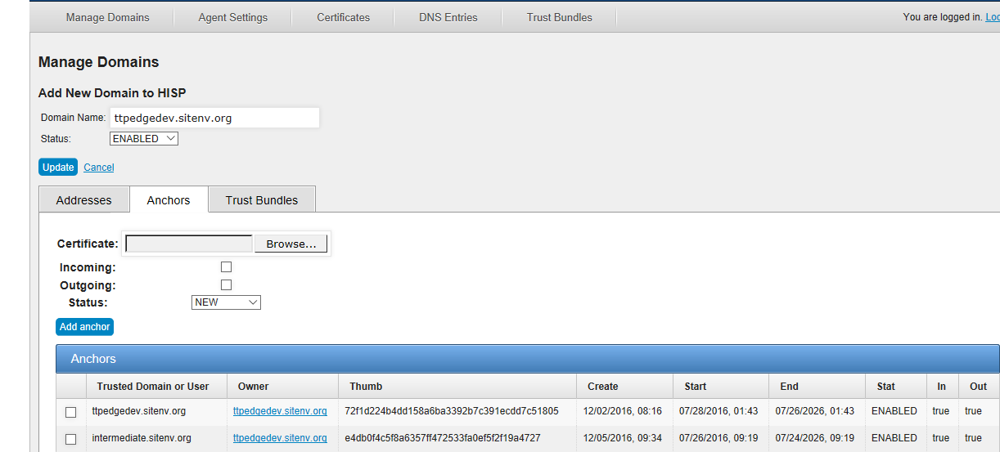 Manage Domains Agent Settings Certificates DNS Entries Trust Bundles You are logged in.
Manage Domains
Add New Domain to HISP
Domain Name: ttpedgedev.sitenv.org
Status: ENABLED
Update Cancel
Addresses Anchors Trust Bundles
Certificate: Browse...
Incoming:
Outgoing:
Status: NEW
Add anchor
Anchors
Trusted Domain or User Owner Thumb Create Start End Stat In Out
ttpedgedev.sitenv.org ttpedgedev.sitenv.org 72f1d224b4dd158a6ba3392b7c391ecdd7c51805 12/02/2016, 08:16 07/28/2016, 01:43 07/26/2026, 01:43 ENABLED true true
intermediate.sitenv.org ttpedgedev.sitenv.org e4db0f4c5f8a6357ff472533fa0ef5f2f19a4727 12/05/2016, 09:34 07/26/2016, 09:19 07/24/2026, 09:19 ENABLED true true